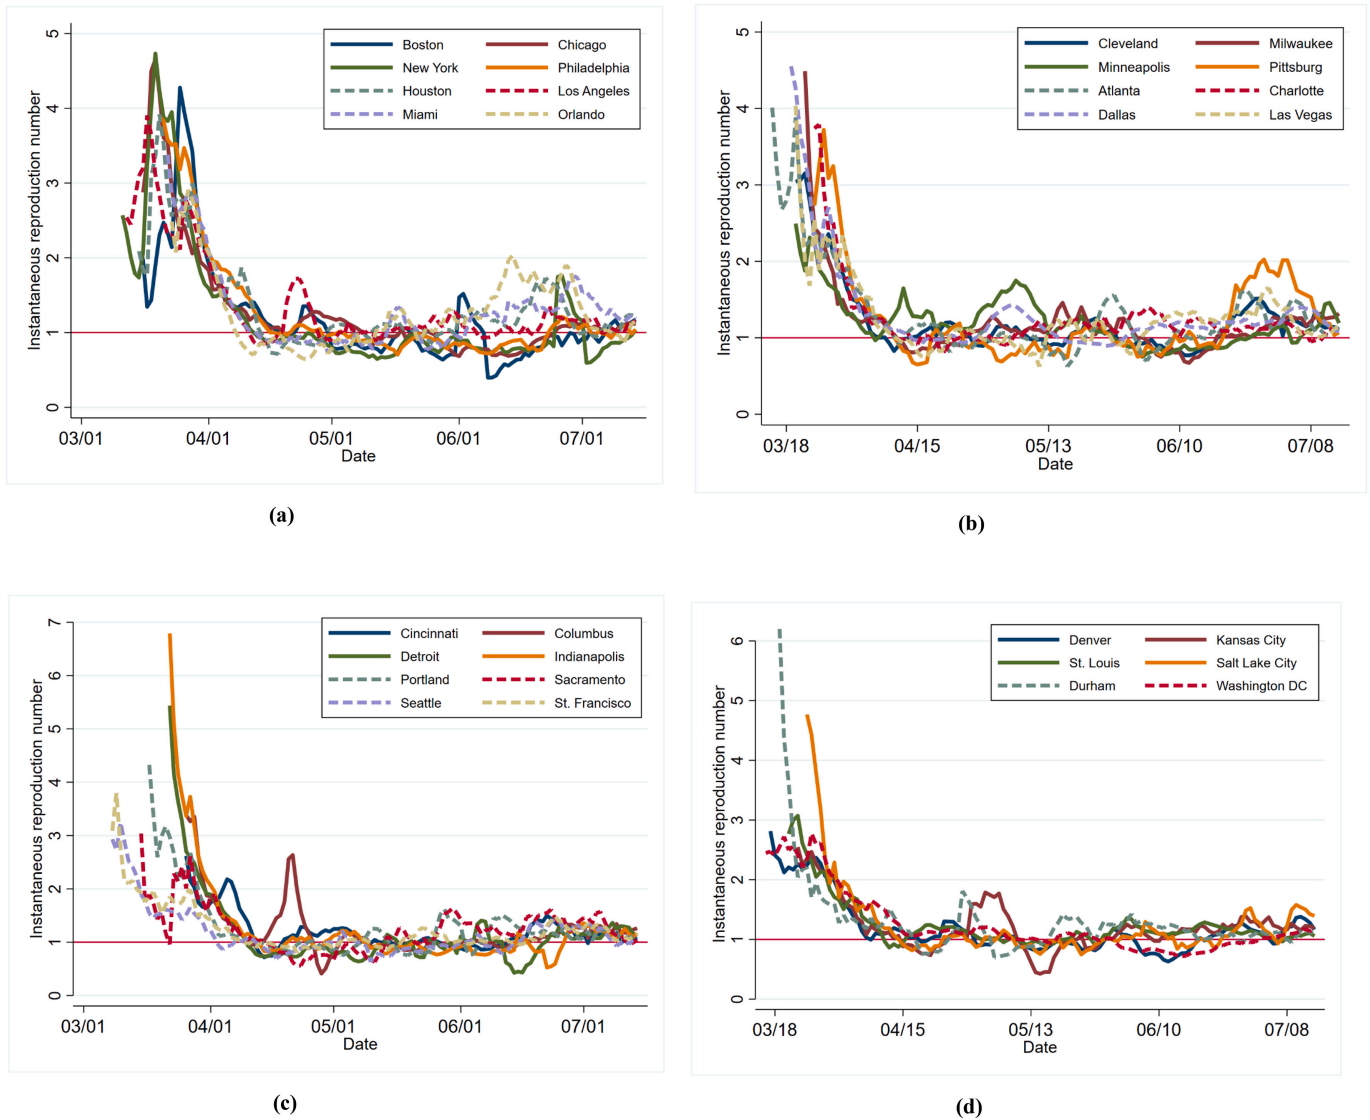 Instantaneous reproduction number
5
4
3
2
1
0
Boston Chicago
New York Philadelphia
Houston Los Angeles
Miami Orlando
03/01 04/01 05/01 06/01 07/01
Date
(a)
Instantaneous reproduction number
5
4
3
2
1
0
Cleveland Milwaukee
Minneapolis Pittsburg
Atlanta Charlotte
Dallas Las Vegas
03/18 04/15 05/13 06/10 07/08
Date
(b)
Instantaneous reproduction number
7
6
5
4
3
2
1
0
Cincinnati Columbus
Detroit Indianapolis
Portland Sacramento
Seattle St. Francisco
03/01 04/01 05/01 06/01 07/01
Date
(c)
Instantaneous reproduction number
6
5
4
3
2
1
0
Denver Kansas City
St. Louis Salt Lake City
Durham Washington DC
03/18 04/15 05/13 06/10 07/08
Date
(d)